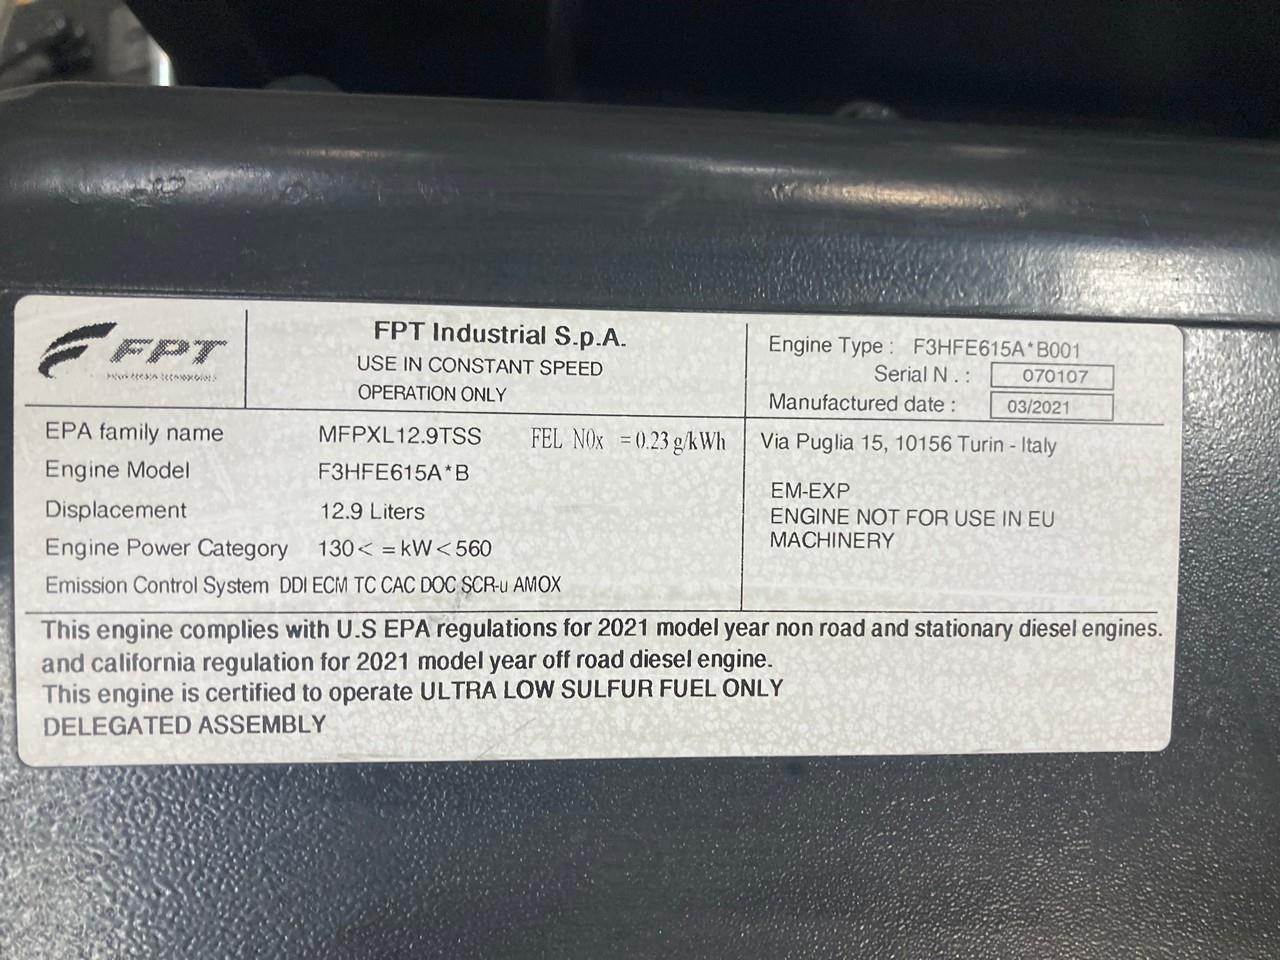 FPT
FPT Industrial S.p.A.
USE IN CONSTANT SPEED
OPERATION ONLY
Engine Type : F3HFE615A*B001
Serial N . : 070107
Manufactured date : 03/2021
EPA family name MFPXL12.9TSS FEL NOx = 0.23 g/kWh
Engine Model F3HFE615A*B
Displacement 12.9 Liters
Engine Power Category 130< =kW<560
Emission Control System DDI ECM TC CAC DOC SCR-u AMOX
Via Puglia 15, 10156 Turin - Italy
EM-EXP
ENGINE NOT FOR USE IN EU
MACHINERY
This engine complies with U.S EPA regulations for 2021 model year non road and stationary diesel engines.
and california regulation for 2021 model year off road diesel engine.
This engine is certified to operate ULTRA LOW SULFUR FUEL ONLY
DELEGATED ASSEMBLY